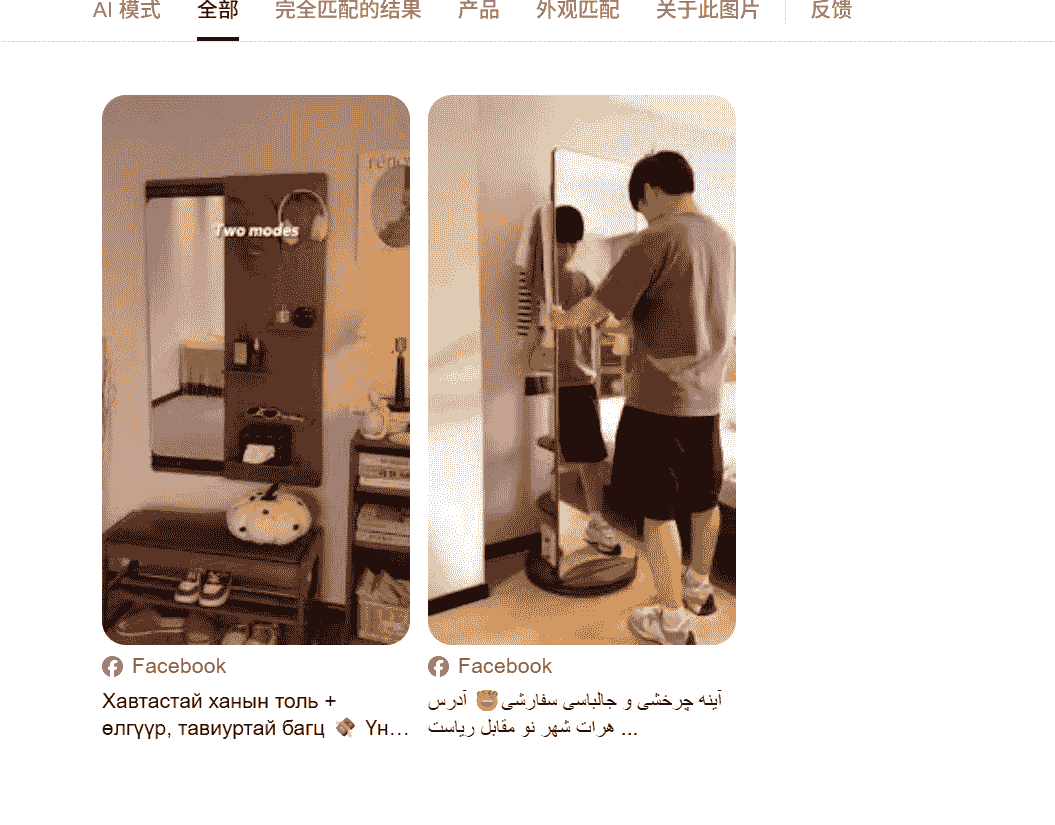 AI 模式 全部 完全匹配的结果 产品 外观匹配 关于此图片 反馈
Two modes
Facebook
Хавтастай ханын толь +
өлгүүр, тавиуртай багц 💸 Үн…
Facebook
آینه چرخشی و جالباسی سفارشی 😇 آدرس
هرات شهر نو مقابل ریاست ...